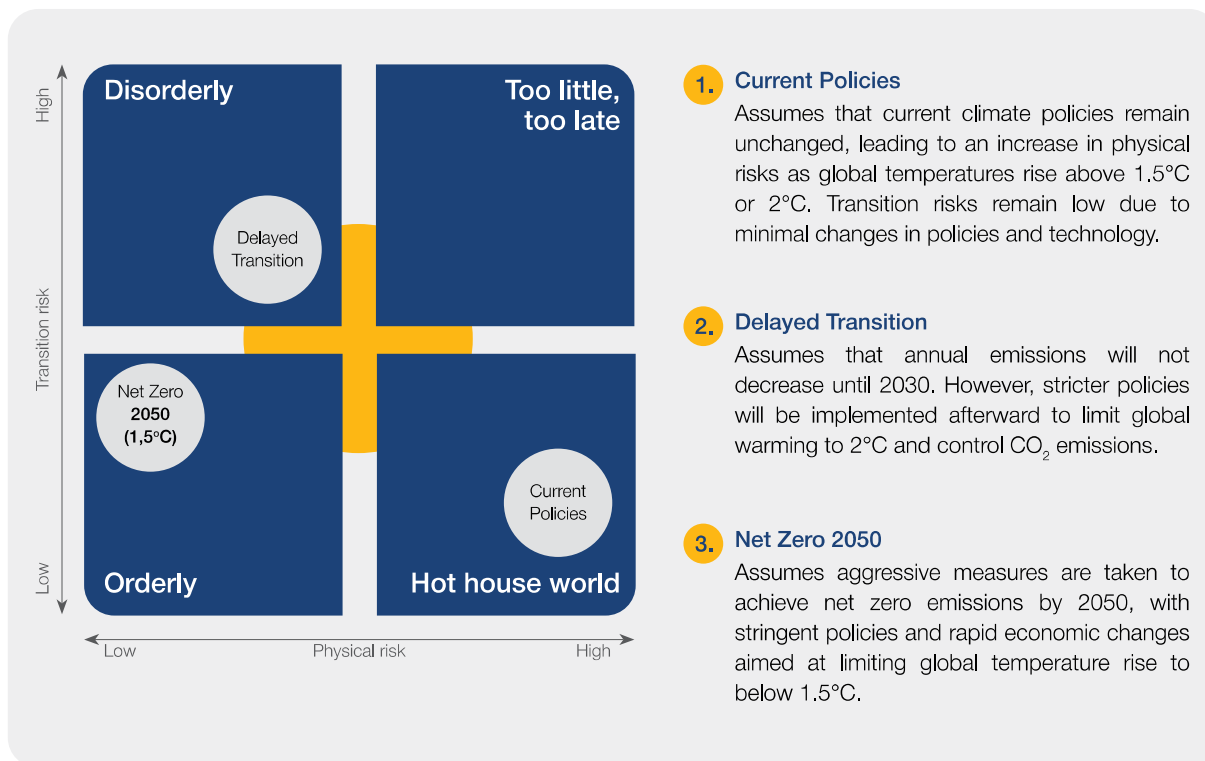 High
Transition risk
Low
Disorderly
Too little,
too late
Delayed
Transition
Net Zero
2050
(1,5°C)
Current
Policies
Orderly
Hot house world
Low
Physical risk
High
1.
Current Policies
Assumes that current climate policies remain
unchanged, leading to an increase in physical
risks as global temperatures rise above 1.5°C
or 2°C. Transition risks remain low due to
minimal changes in policies and technology.
2.
Delayed Transition
Assumes that annual emissions will not
decrease until 2030. However, stricter policies
will be implemented afterward to limit global
warming to 2°C and control CO₂ emissions.
3.
Net Zero 2050
Assumes aggressive measures are taken to
achieve net zero emissions by 2050, with
stringent policies and rapid economic changes
aimed at limiting global temperature rise to
below 1.5°C.